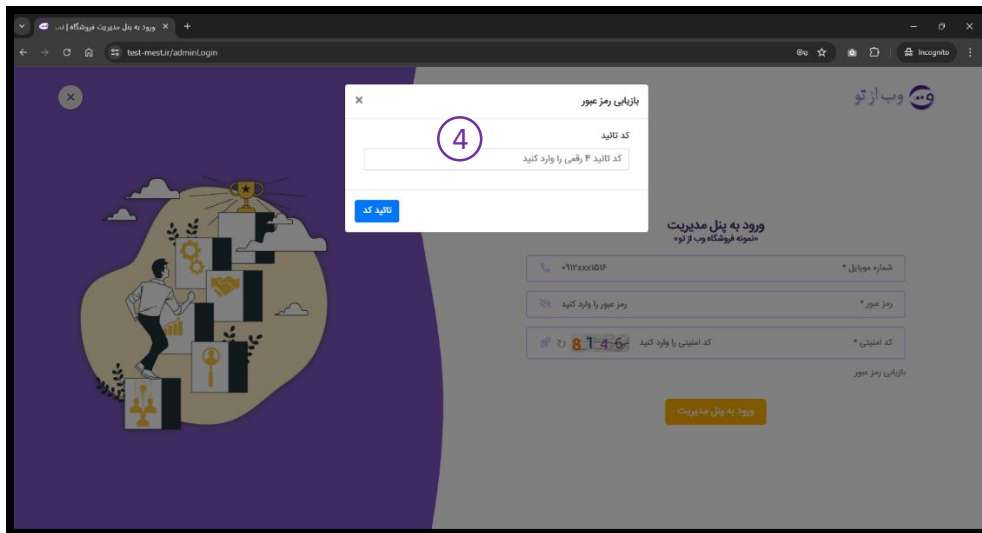 ورود به پنل مدیریت فروشگاه | نمو
test-mest.ir/adminLogin
Incognito
وب از تو
بازیابی رمز عبور
کد تائید
4
کد تائید ۴ رقمی را وارد کنید
تائید کد
ورود به پنل مدیریت
«نمونه فروشگاه وب از تو»
شماره موبایل *
۰۹۱۲xxx۱۵۱۶
رمز عبور *
رمز عبور را وارد کنید
کد امنیتی *
کد امنیتی را وارد کنید
8146
بازیابی رمز عبور
ورود به پنل مدیریت